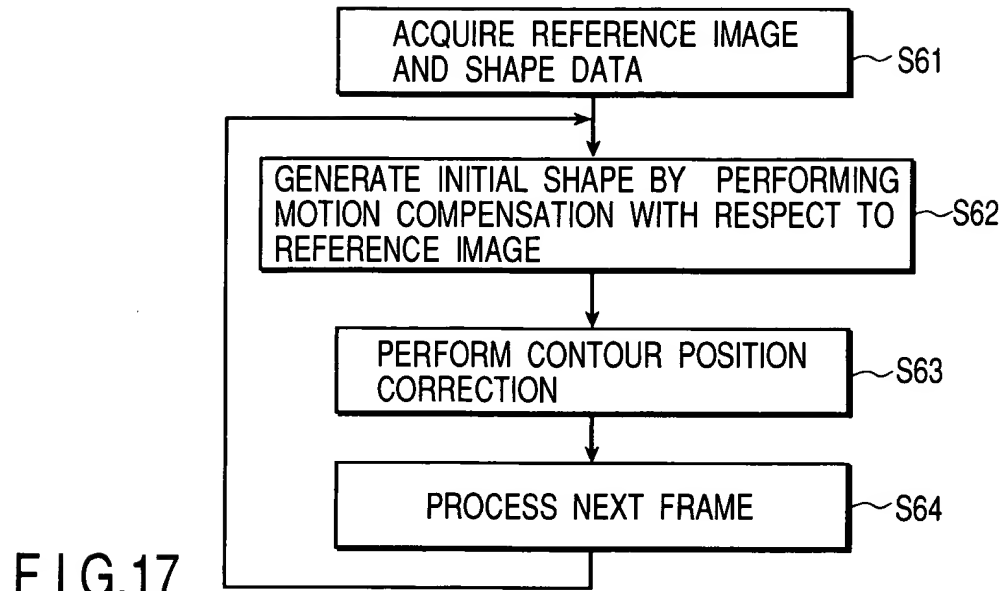 ACQUIRE REFERENCE IMAGE
AND SHAPE DATA
S61
GENERATE INITIAL SHAPE BY PERFORMING
MOTION COMPENSATION WITH RESPECT TO
REFERENCE IMAGE
S62
PERFORM CONTOUR POSITION
CORRECTION
S63
PROCESS NEXT FRAME
S64
FIG.17